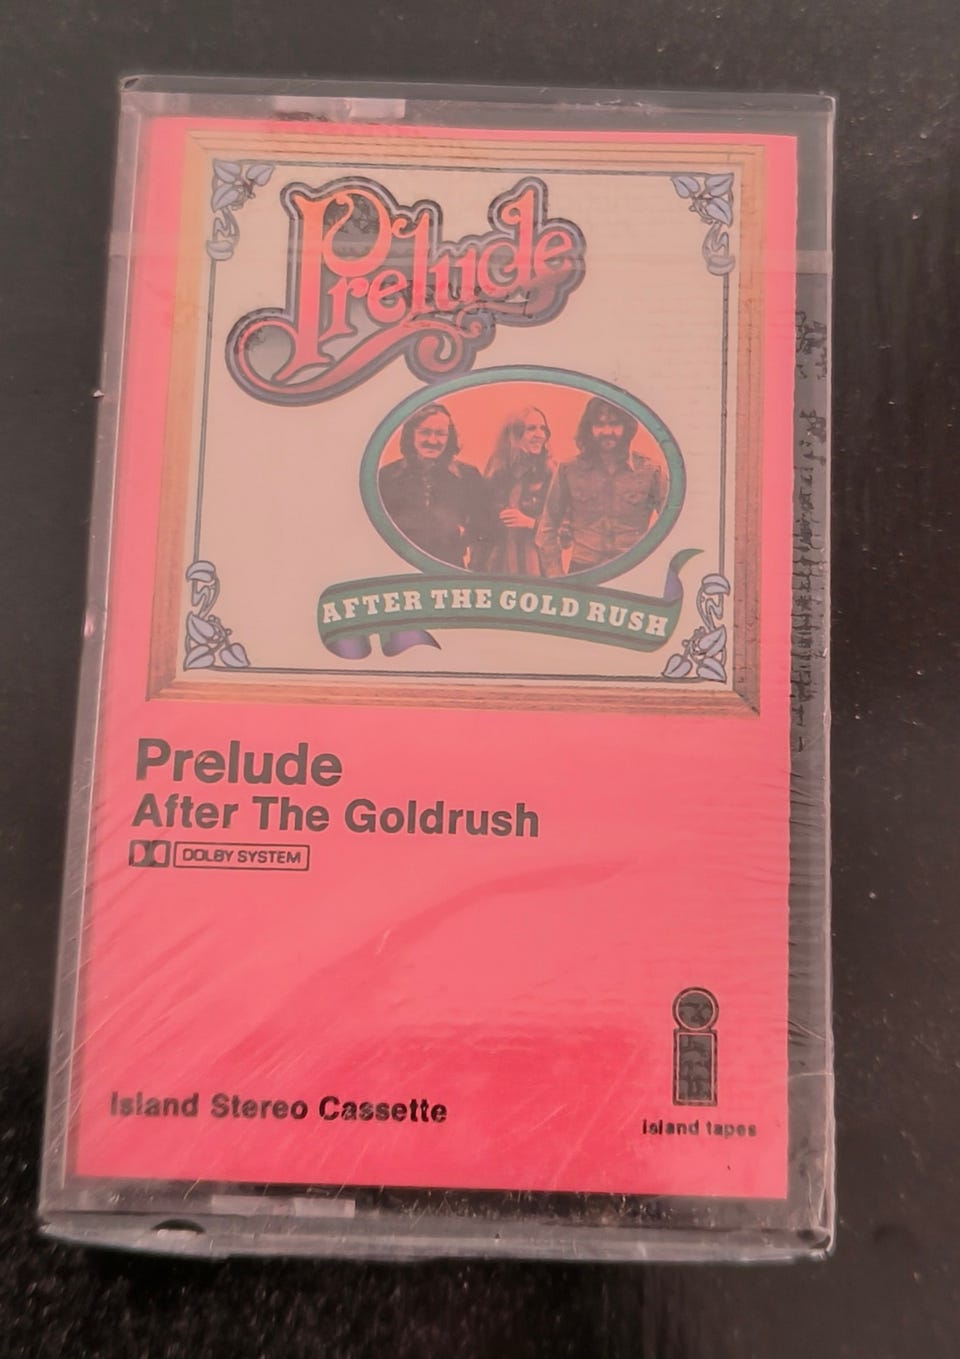 Prelude
AFTER THE GOLD RUSH
Prelude
After The Goldrush
DOLBY SYSTEM
Island Stereo Cassette
island tapes